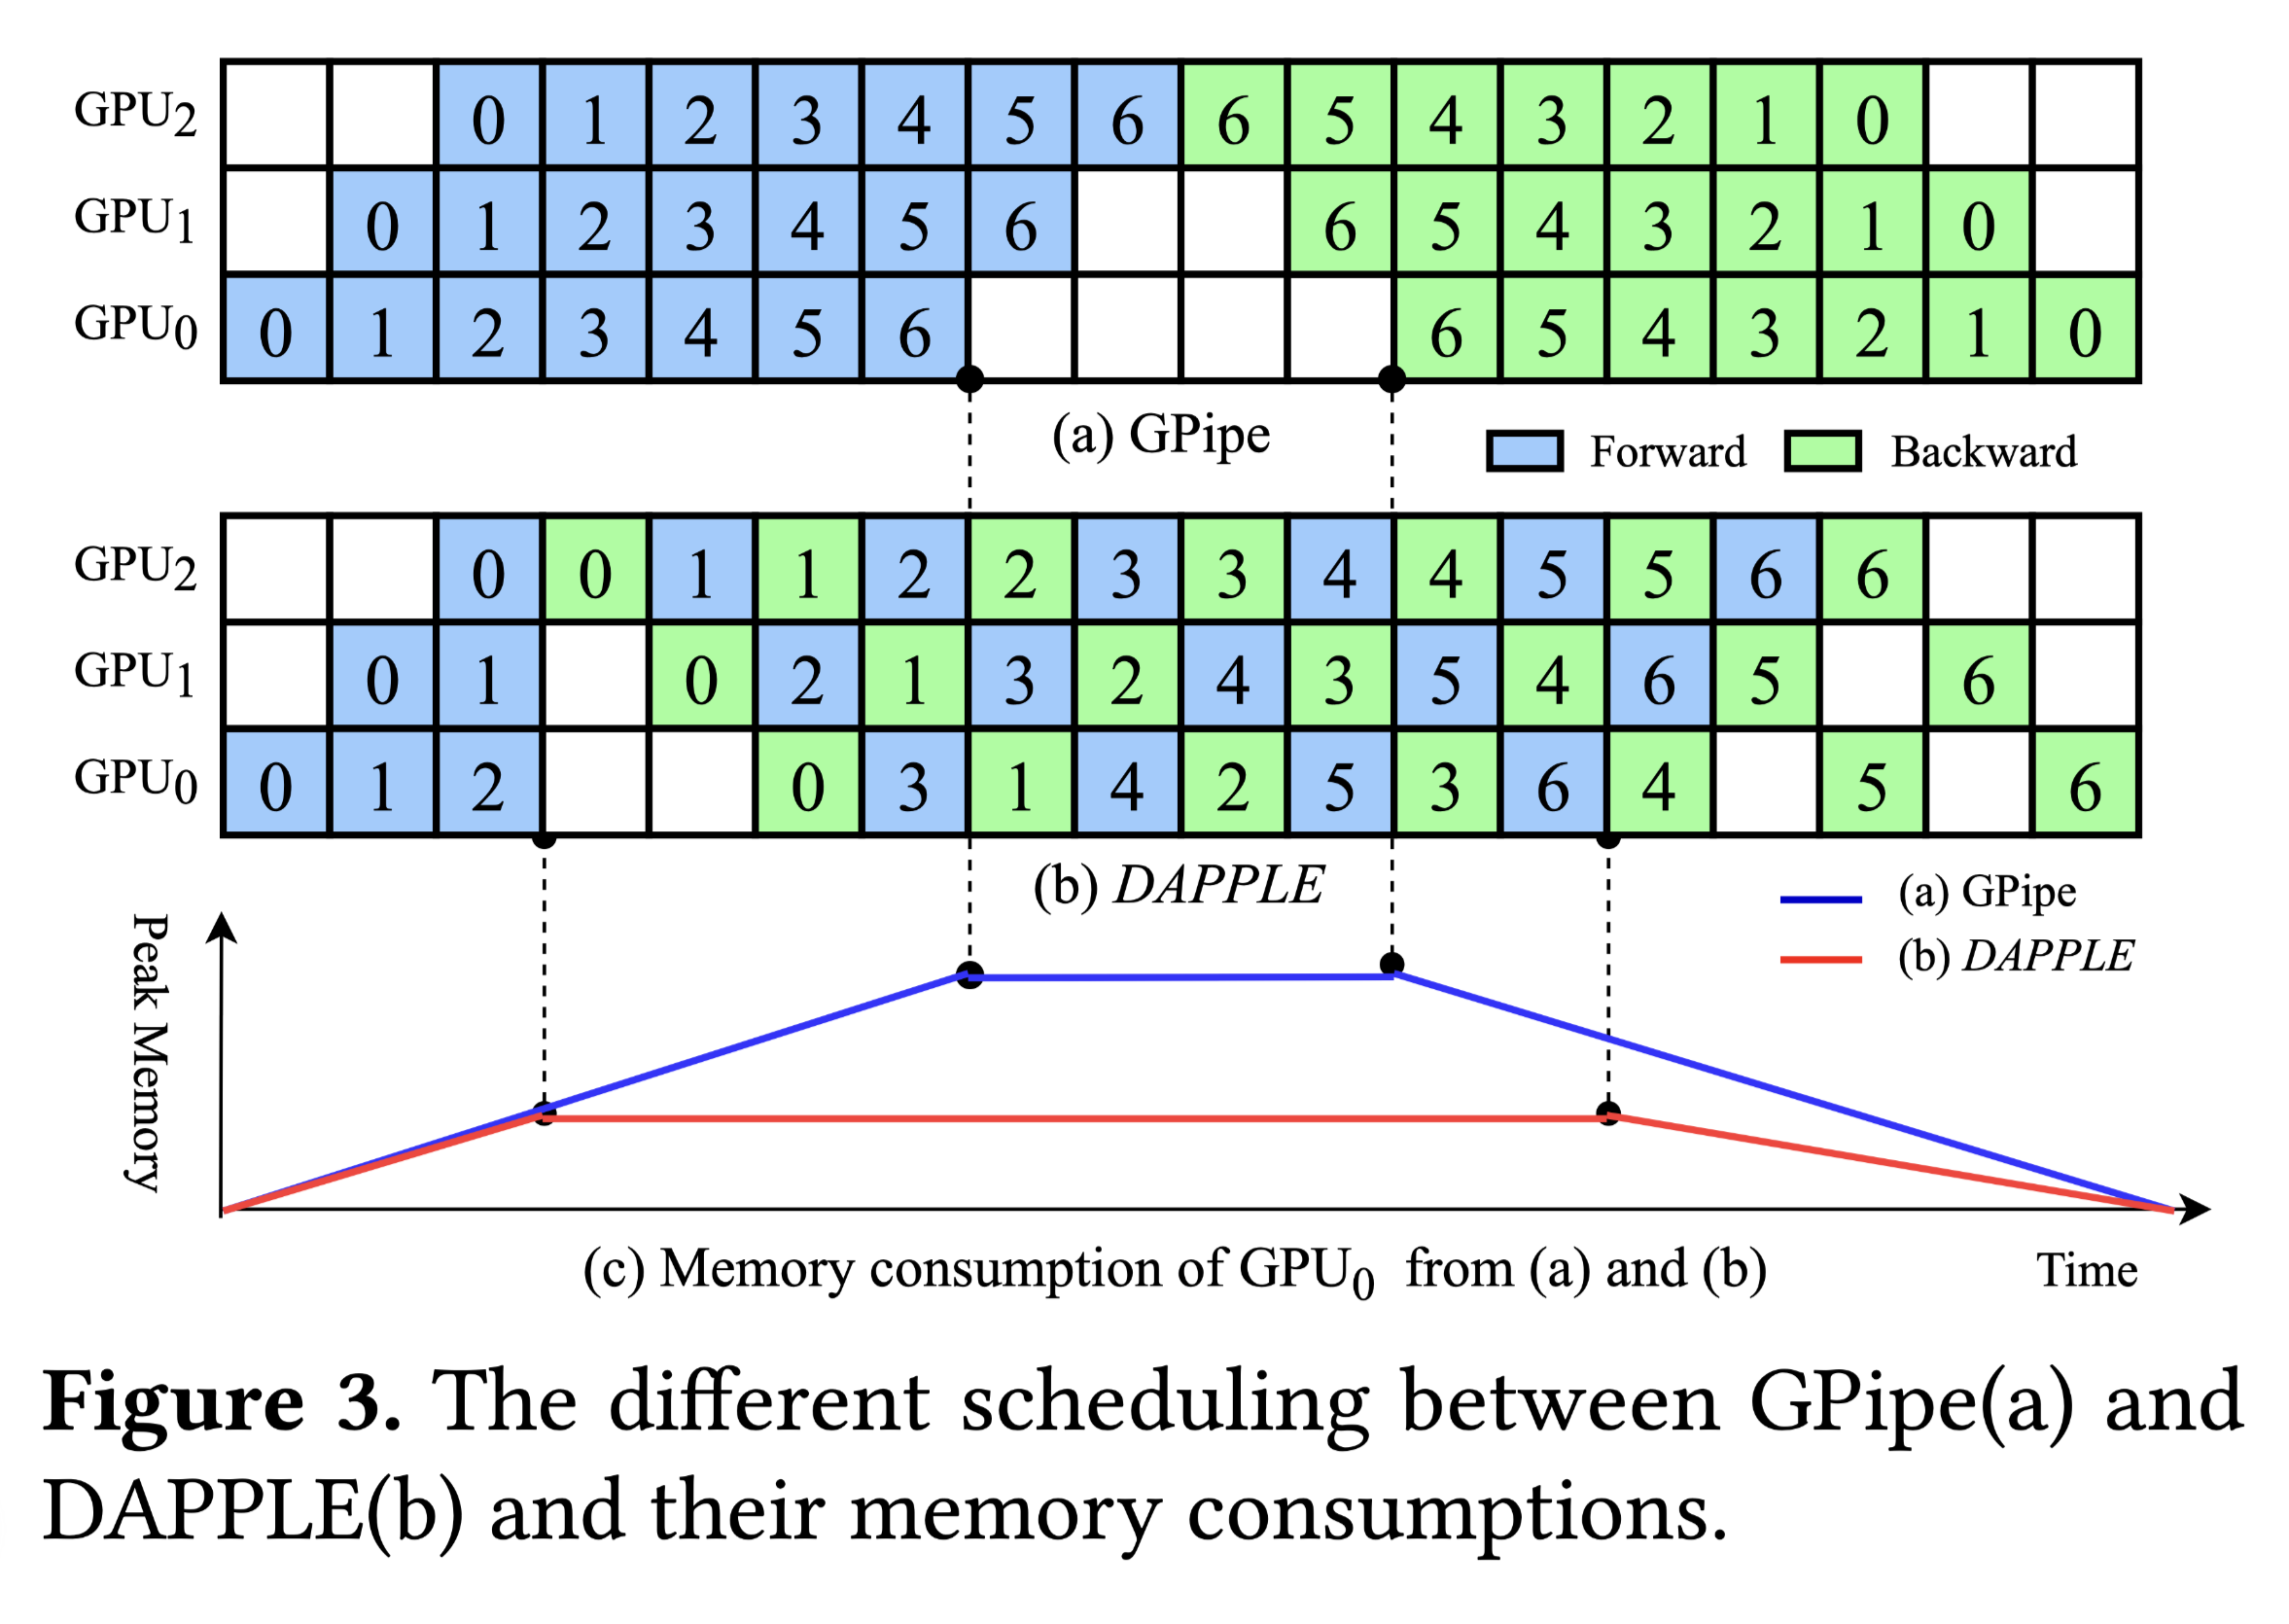 GPU2 0 1 2 3 4 5 6 6 5 4 3 2 1 0
GPU1 0 1 2 3 4 5 6 6 5 4 3 2 1 0
GPU0 0 1 2 3 4 5 6 6 5 4 3 2 1 0
(a) GPipe
Forward
Backward
GPU2 0 0 1 1 2 2 3 3 4 4 5 5 6 6
GPU1 0 1 0 2 1 3 2 4 3 5 4 6 5 6
GPU0 0 1 2 0 3 1 4 2 5 3 6 4 5 6
(b) DAPPLE
(a) GPipe
(b) DAPPLE
Peak Memory
(c) Memory consumption of GPU0 from (a) and (b)
Time
Figure 3. The different scheduling between GPipe(a) and
DAPPLE(b) and their memory consumptions.